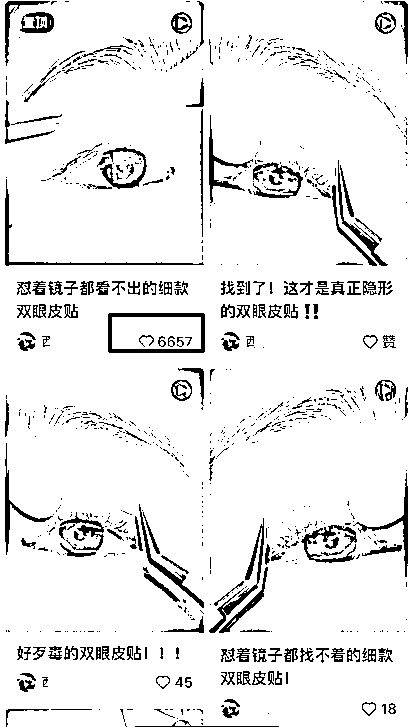 置顶
怼着镜子都看不出的细款
双眼皮贴
西
6657
找到了！这才是真正隐形
的双眼皮贴 !!
西
赞
好歹毒的双眼皮贴！！！
45
怼着镜子都找不着的细款
双眼皮贴！
18